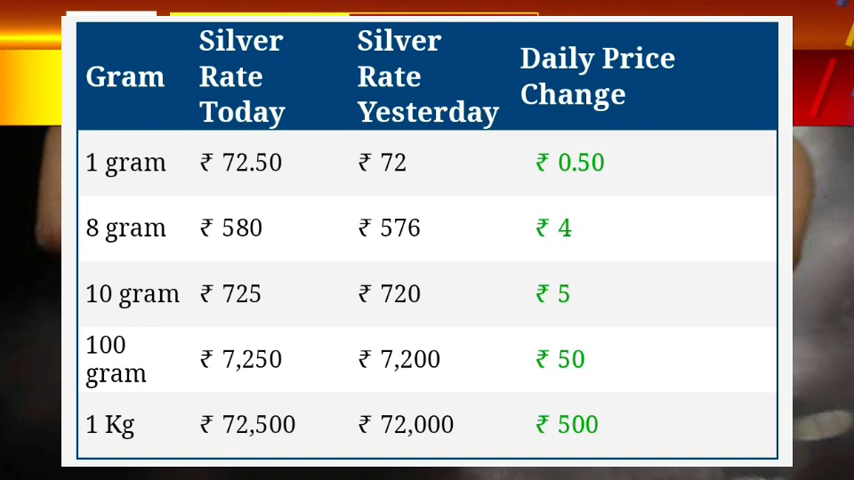 Gram Silver Rate Today Silver Rate Yesterday Daily Price Change
1 gram ₹ 72.50 ₹ 72 ₹ 0.50
8 gram ₹ 580 ₹ 576 ₹ 4
10 gram ₹ 725 ₹ 720 ₹ 5
100 gram ₹ 7,250 ₹ 7,200 ₹ 50
1 Kg ₹ 72,500 ₹ 72,000 ₹ 500